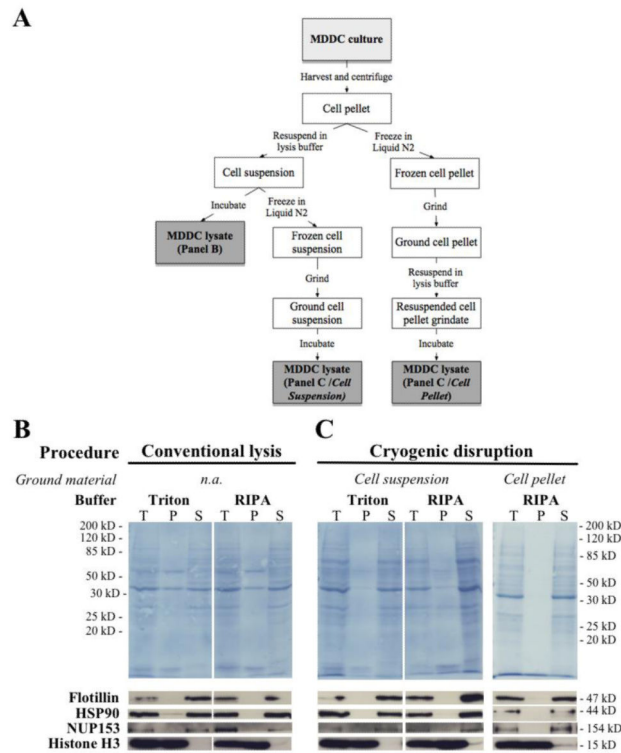 A
MDDC culture
Harvest and centrifuge
Cell pellet
Resuspend in
lysis buffer
Freeze in
Liquid N2
Cell suspension
Frozen cell pellet
Incubate
Freeze in
Liquid N2
Grind
MDDC lysate
(Panel B)
Frozen cell
suspension
Ground cell pellet
Grind
Resuspend in
lysis buffer
Ground cell
suspension
Resuspended cell
pellet grindate
Incubate
Incubate
MDDC lysate
(Panel C /Cell
Suspension)
MDDC lysate
(Panel C /Cell
Pellet)
B
C
Procedure Conventional lysis Cryogenic disruption
Ground material n.a. Cell suspension Cell pellet
Buffer Triton RIPA Triton RIPA RIPA
T P S T P S T P S T P S T P S
200 kD - - 200 kD
120 kD - - 120 kD
85 kD - - 85 kD
50 kD - - 50 kD
30 kD - - 30 kD
25 kD - - 25 kD
20 kD - - 20 kD
Flotillin - 47 kD
HSP90 - 44 kD
NUP153 - 154 kD
Histone H3 - 15 kD